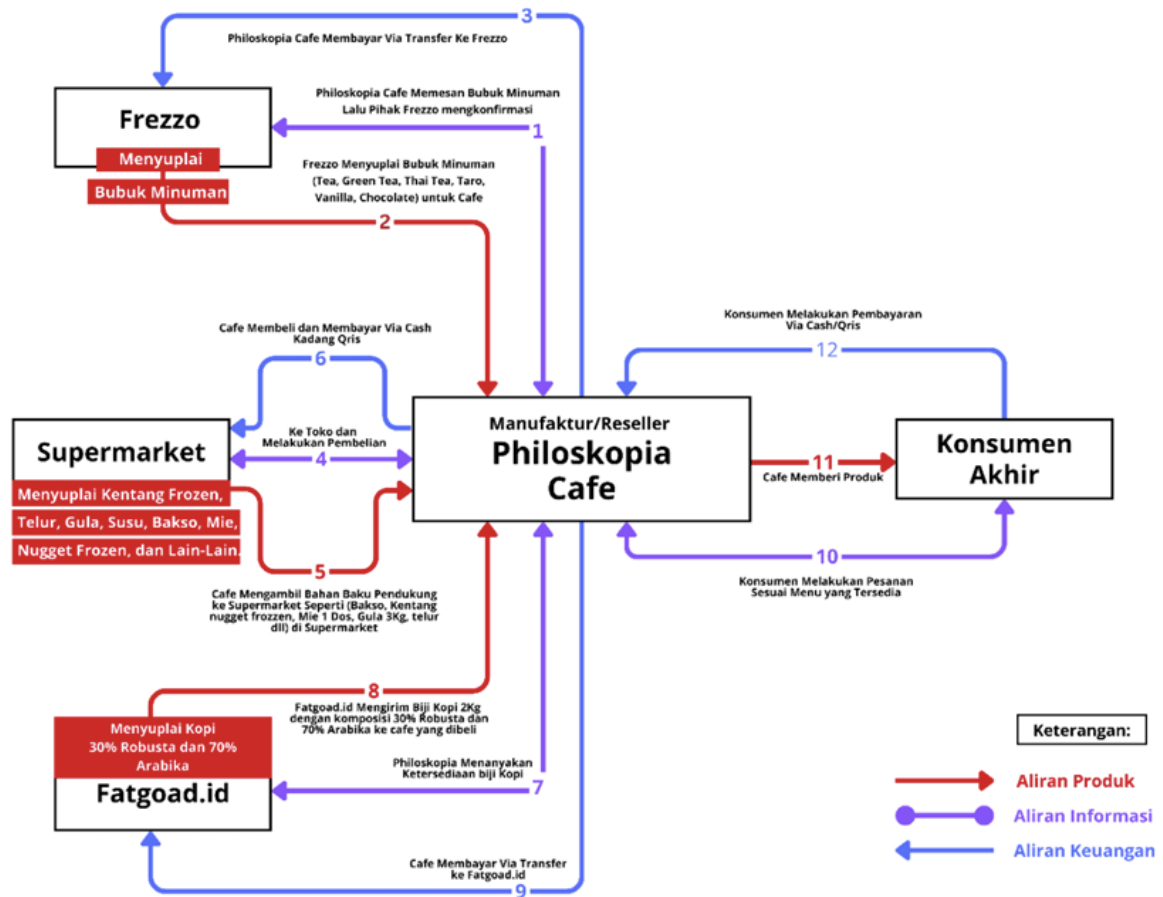 3
Philoskopia Cafe Membayar Via Transfer Ke Frezzo
Frezzo
Menyuplai
Bubuk Minuman
Philoskopia Cafe Memesan Bubuk Minuman
Lalu Pihak Frezzo mengkonfirmasi
1
Frezzo Menyuplai Bubuk Minuman
(Tea, Green Tea, Thai Tea, Taro,
Vanilla, Chocolate) untuk Cafe
2
Cafe Membeli dan Membayar Via Cash
Kadang Qris
6
Konsumen Melakukan Pembayaran
Via Cash/Qris
12
Supermarket
Menyuplai Kentang Frozen,
Telur, Gula, Susu, Bakso, Mie,
Nugget Frozen, dan Lain-Lain.
Ke Toko dan
Melakukan Pembelian
4
Manufaktur/Reseller
Philoskopia
Cafe
11
Cafe Memberi Produk
Konsumen
Akhir
5
Cafe Mengambil Bahan Baku Pendukung
ke Supermarket Seperti (Bakso, Kentang
nugget frozzen, Mie 1 Dos, Gula 3Kg, telur
dll) di Supermarket
10
Konsumen Melakukan Pesanan
Sesuai Menu yang Tersedia
8
Fatgoad.id Mengirim Biji Kopi 2Kg
dengan komposisi 30% Robusta dan
70% Arabika ke cafe yang dibeli
Menyuplai Kopi
30% Robusta dan 70%
Arabika
Fatgoad.id
Philoskopia Menanyakan
Ketersediaan biji Kopi
7
Cafe Membayar Via Transfer
ke Fatgoad.id
9
Keterangan:
Aliran Produk
Aliran Informasi
Aliran Keuangan